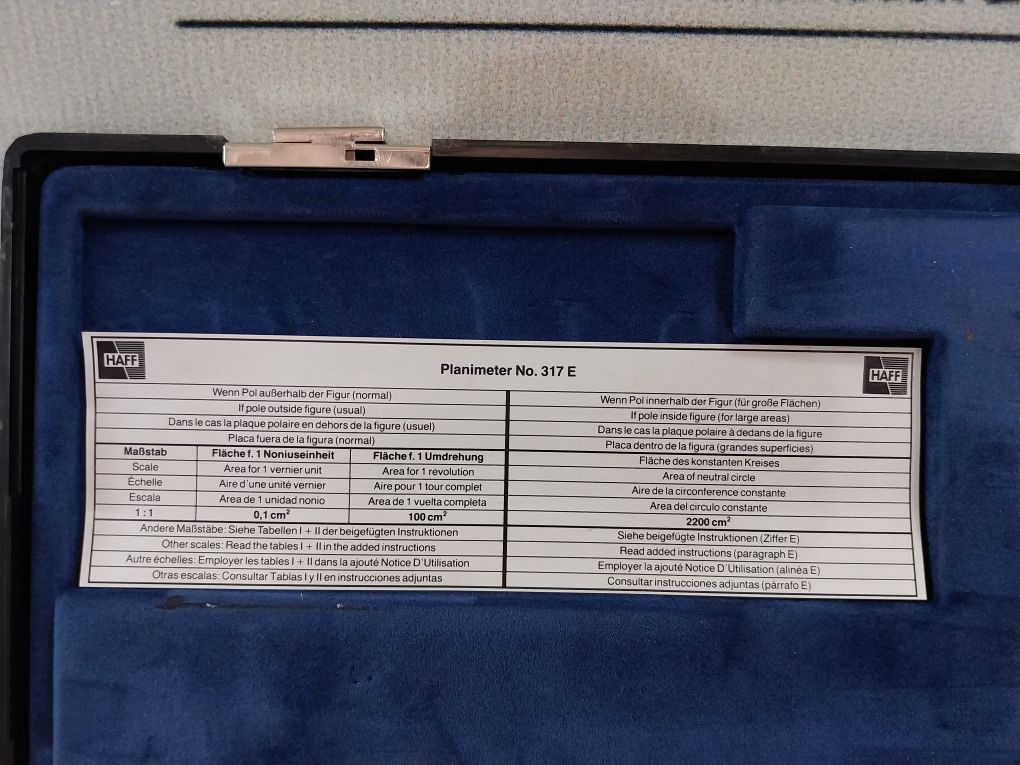 HAFF
Planimeter No. 317 E
HAFF
Wenn Pol außerhalb der Figur (normal)
If pole outside figure (usual)
Dans le cas la plaque polaire en dehors de la figure (usuel)
Placa fuera de la figura (normal)
Maßstab Fläche f. 1 Noniuseinheit Fläche f. 1 Umdrehung
Scale Area for 1 vernier unit Area for 1 revolution
Échelle Aire d'une unité vernier Aire pour 1 tour complet
Escala Area de 1 unidad nonio Area de 1 vuelta completa
1 : 1 0,1 cm² 100 cm²
Andere Maßstäbe: Siehe Tabellen I + II der beigefügten Instruktionen
Other scales: Read the tables I + II in the added instructions
Autre échelles: Employer les tables I + II dans la ajouté Notice D'Utilisation
Otras escalas: Consultar Tablas I y II en instrucciones adjuntas
Wenn Pol innerhalb der Figur (für große Flächen)
If pole inside figure (for large areas)
Dans le cas la plaque polaire à dedans de la figure
Placa dentro de la figura (grandes superficies)
Fläche des konstanten Kreises
Area of neutral circle
Aire de la circonference constante
Area del circulo constante
2200 cm²
Siehe beigefügte Instruktionen (Ziffer E)
Read added instructions (paragraph E)
Employer la ajouté Notice D'Utilisation (alinéa E)
Consultar instrucciones adjuntas (párrafo E)